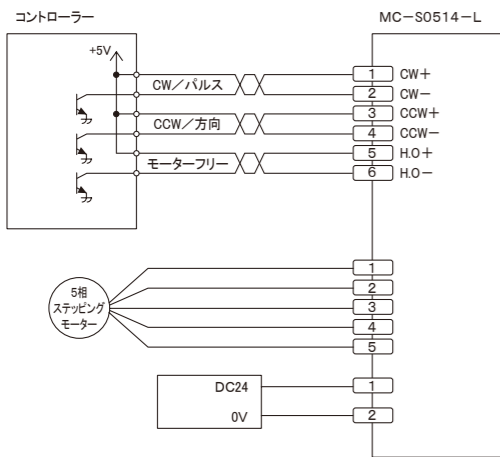 コントローラー
MC-S0514-L
+5V
CW/パルス
1 CW+
2 CW-
CCW/方向
3 CCW+
4 CCW-
モーターフリー
5 H.O+
6 H.O-
5相
ステッピング
モーター
1
2
3
4
5
DC24
1
0V
2